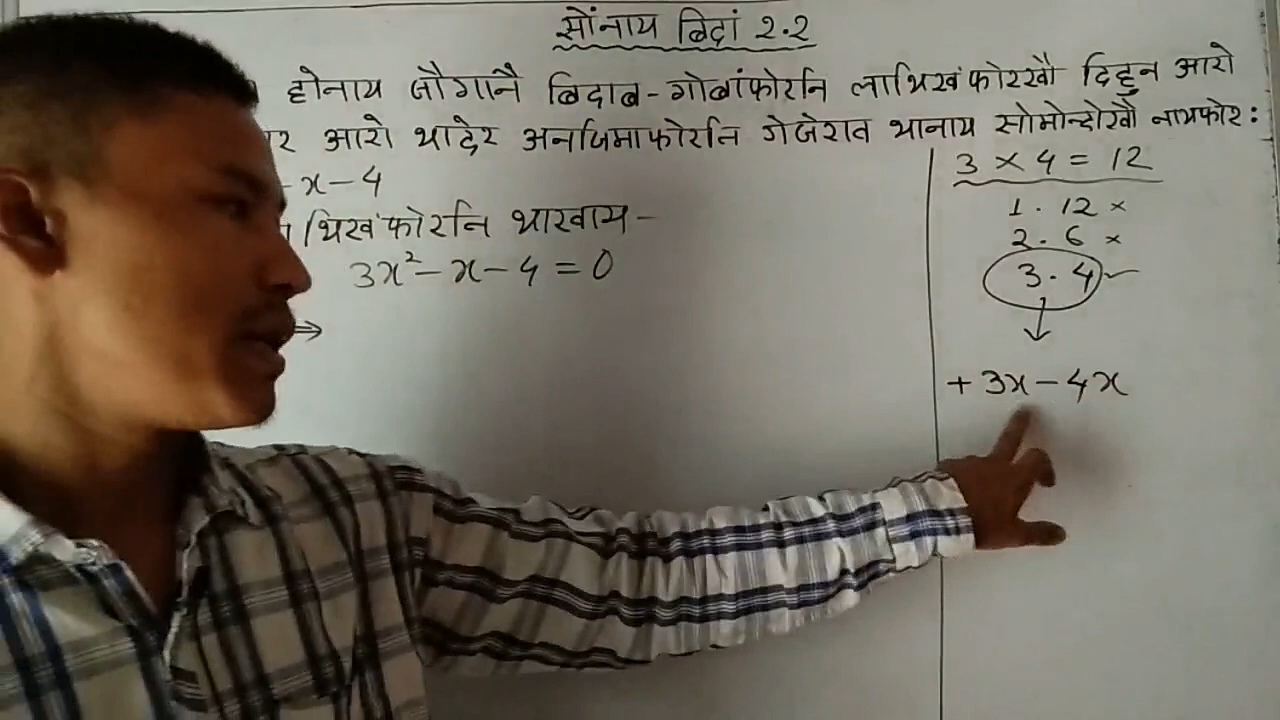 सोंनाय बिदां 2.2
होनाय जौगानै बिदाब-गोबांफोरनि लाथिखंफोरखौ दिहुन आरो
आरो थादेर अनजिमाफोरनि गेजेराव थानाय सोमोन्दोखौ नायफोर:
-x-4
थिखंफोरनि थाखाय-
3x²-x-4=0
⇒
3 × 4 = 12
1. 12 ×
2. 6 ×
3. 4 ✓
↓
+3x-4x